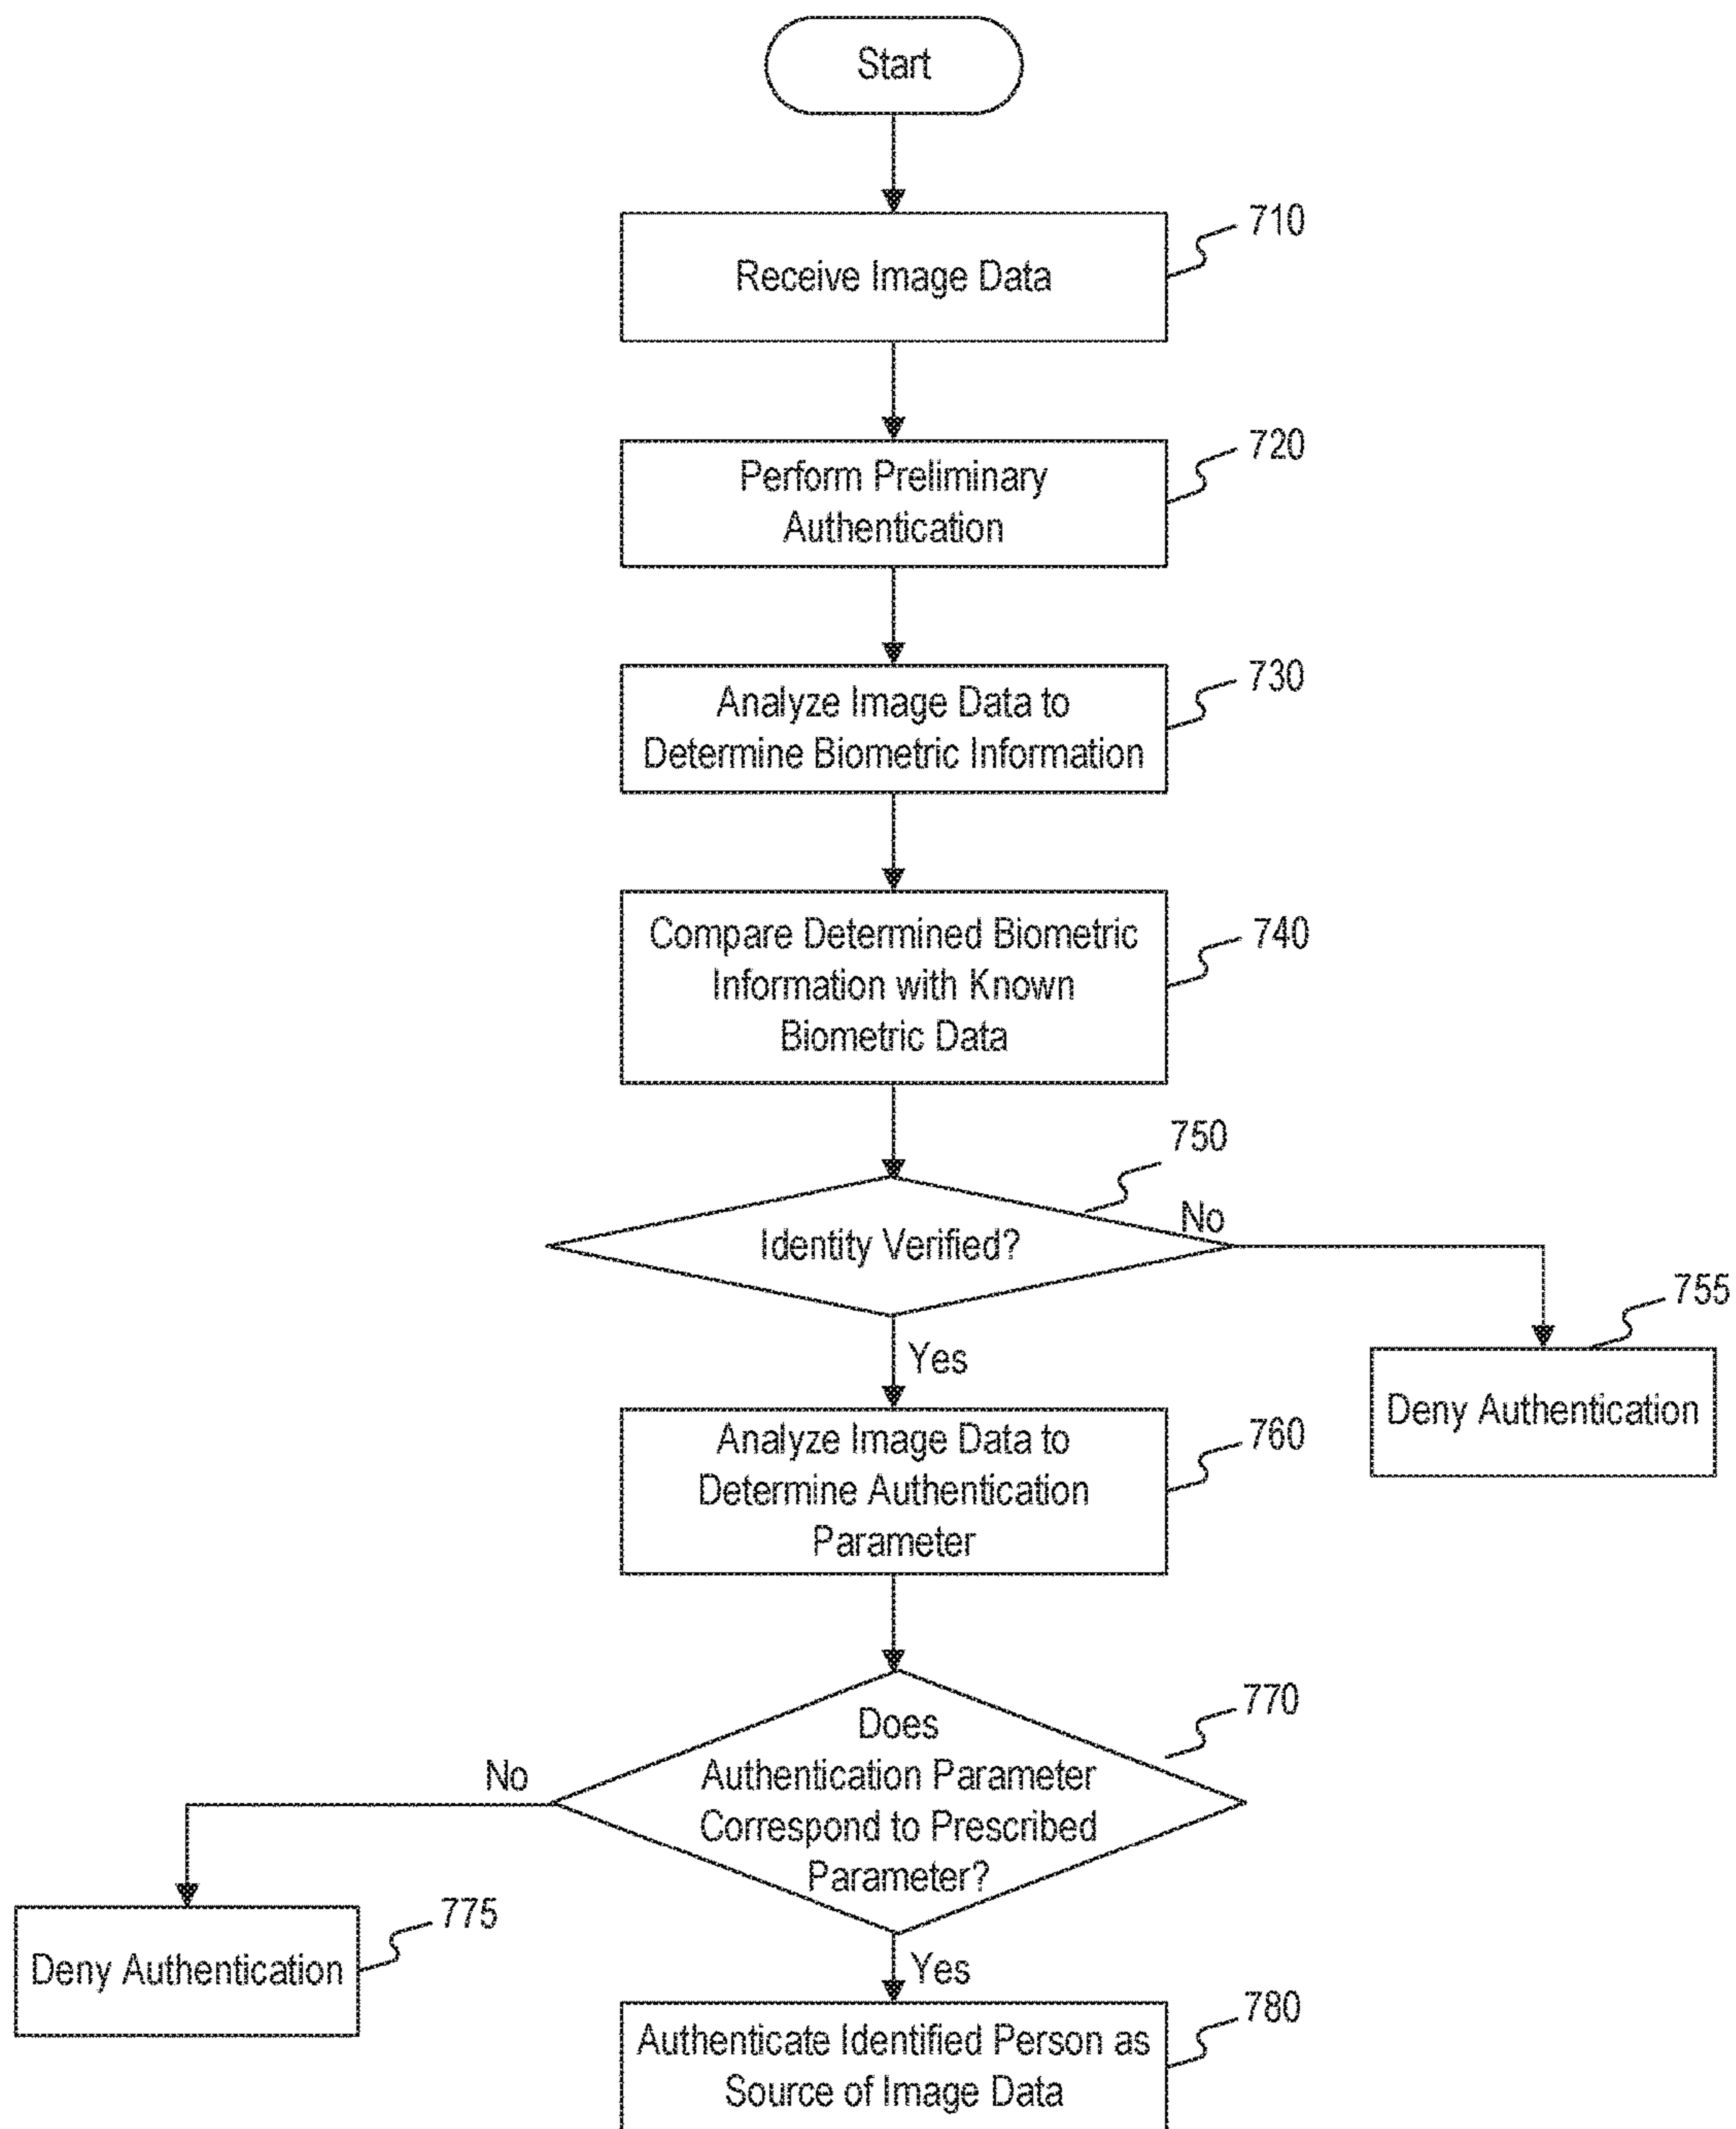 Start
710
Receive Image Data
720
Perform Preliminary
Authentication
730
Analyze Image Data to
Determine Biometric Information
740
Compare Determined Biometric
Information with Known
Biometric Data
750
Identity Verified?
No
755
Deny Authentication
Yes
760
Analyze Image Data to
Determine Authentication
Parameter
770
Does
Authentication Parameter
Correspond to Prescribed
Parameter?
No
775
Deny Authentication
Yes
780
Authenticate Identified Person as
Source of Image Data